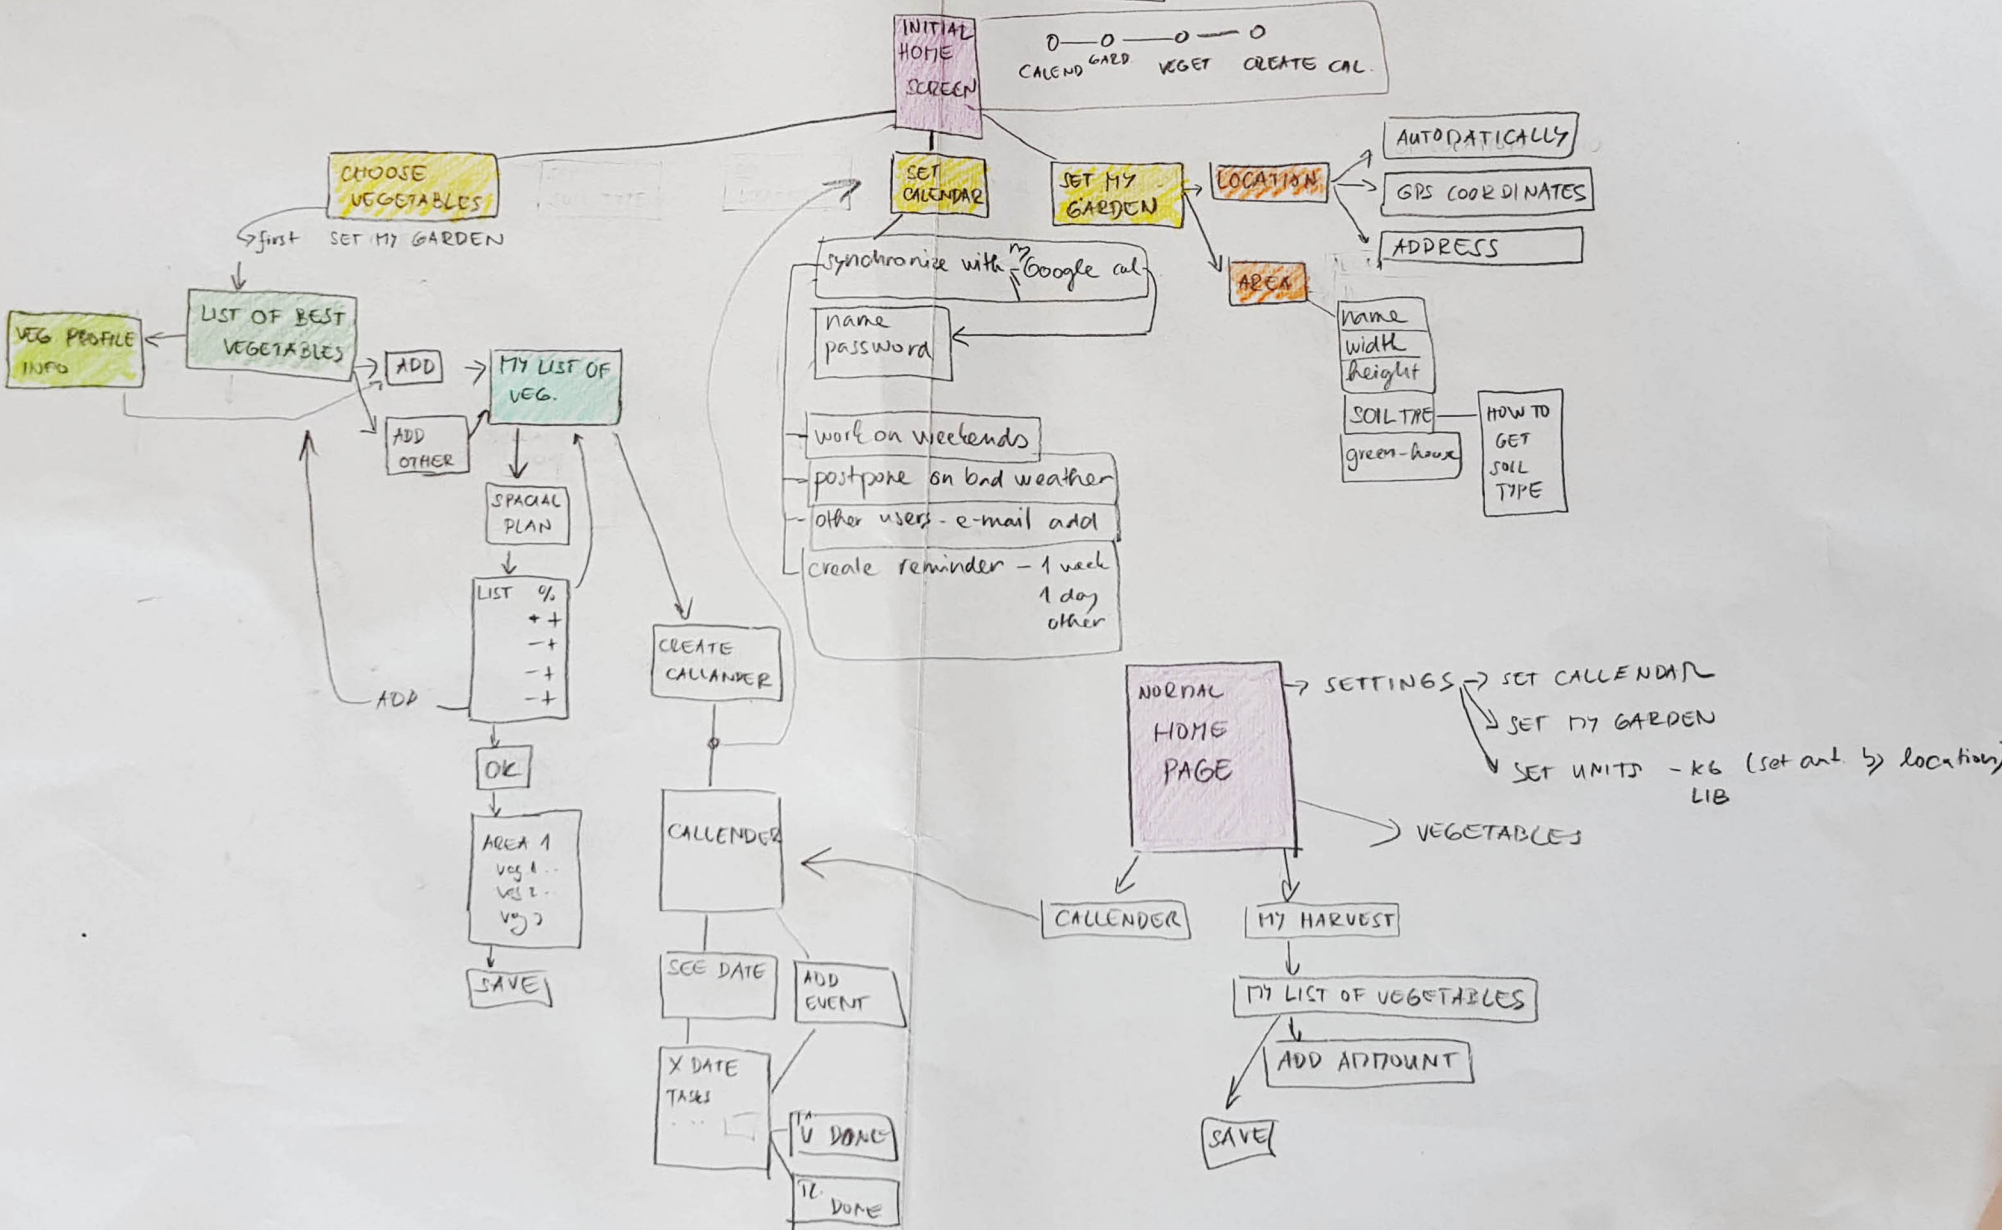 INITIAL
HOME
SCREEN
CALEND GARD. VEGET CREATE CAL.
CHOOSE
VEGETABLES
first SET MY GARDEN
SOIL TYPE
SET
CALENDAR
SET MY
GARDEN
LOCATION
AUTOMATICALLY
GPS COORDINATES
ADDRESS
AREA
name
width
height
SOIL TYPE
green-house
HOW TO
GET
SOIL
TYPE
synchronize with my Google cal
name
password
work on weekends
postpone on bad weather
other users - e-mail add
create reminder - 1 week
1 day
other
LIST OF BEST
VEGETABLES
VEG PROFILE
INFO
ADD
ADD
OTHER
MY LIST OF
VEG.
SPACIAL
PLAN
LIST %
+ +
- +
- +
- +
ADD
OK
AREA 1
veg 1..
veg 2..
veg 3
SAVE
CREATE
CALLANDER
CALLENDER
SEE DATE
ADD
EVENT
X DATE
TASKS
...
V DONE
DONE
NORMAL
HOME
PAGE
SETTINGS
SET CALLENDAR
SET MY GARDEN
SET UNITS - KG (set aut. by location)
LIB
VEGETABLES
CALLENDER
MY HARVEST
MY LIST OF VEGETABLES
ADD AMMOUNT
SAVE